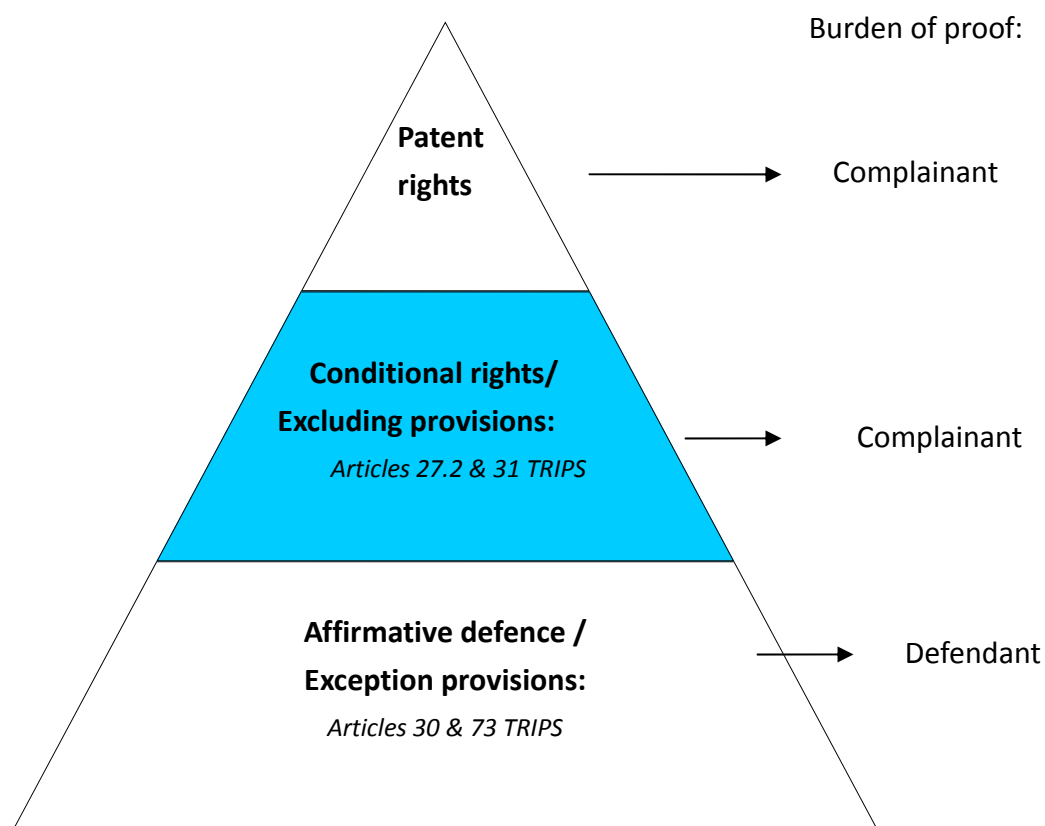 Burden of proof:
Patent
rights
Complainant
Conditional rights/
Excluding provisions:
Articles 27.2 & 31 TRIPS
Complainant
Affirmative defence /
Exception provisions:
Articles 30 & 73 TRIPS
Defendant